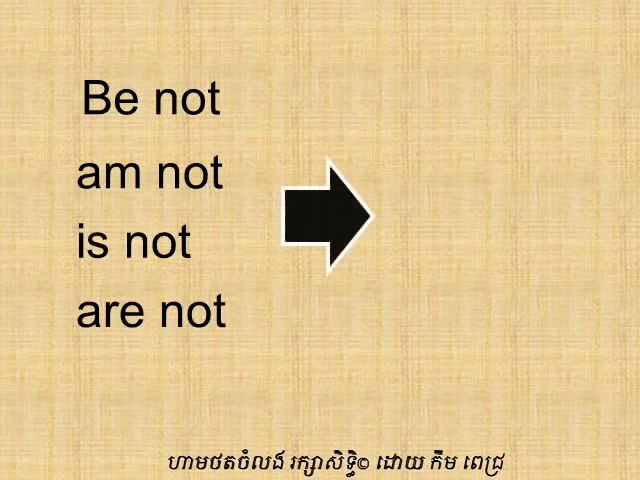 Be not
am not
is not
are not
ហាមថតចំលង រក្សាសិទ្ធិ© ដោយ កឹម ពេជ្រ